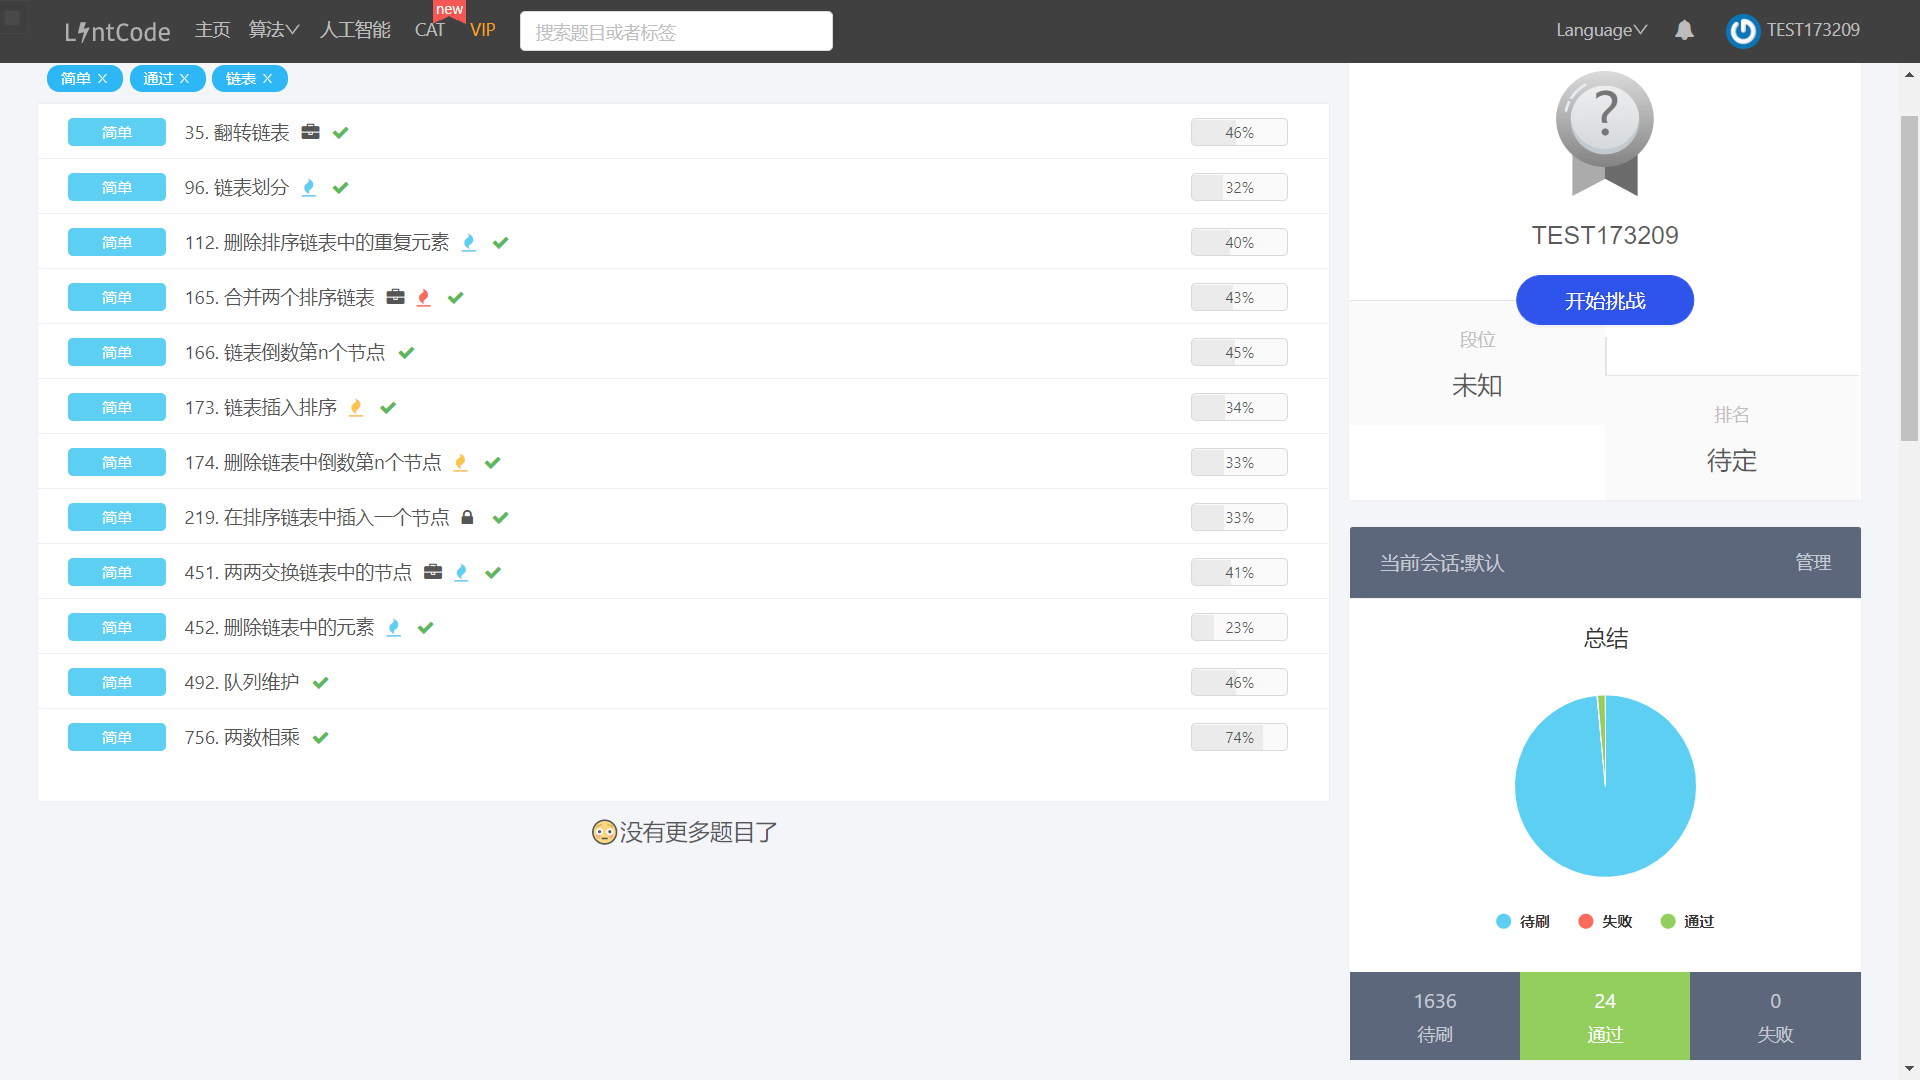 LintCode 主页 算法 人工智能 CAT new VIP 搜索题目或者标签 Language TEST173209
简单 × 通过 × 链表 ×
简单 35. 翻转链表 46%
简单 96. 链表划分 32%
简单 112. 删除排序链表中的重复元素 40%
简单 165. 合并两个排序链表 43%
简单 166. 链表倒数第n个节点 45%
简单 173. 链表插入排序 34%
简单 174. 删除链表中倒数第n个节点 33%
简单 219. 在排序链表中插入一个节点 33%
简单 451. 两两交换链表中的节点 41%
简单 452. 删除链表中的元素 23%
简单 492. 队列维护 46%
简单 756. 两数相乘 74%
没有更多题目了
?
TEST173209
开始挑战
段位
未知
排名
待定
当前会话:默认 管理
总结
待刷 失败 通过
1636 24 0
待刷 通过 失败